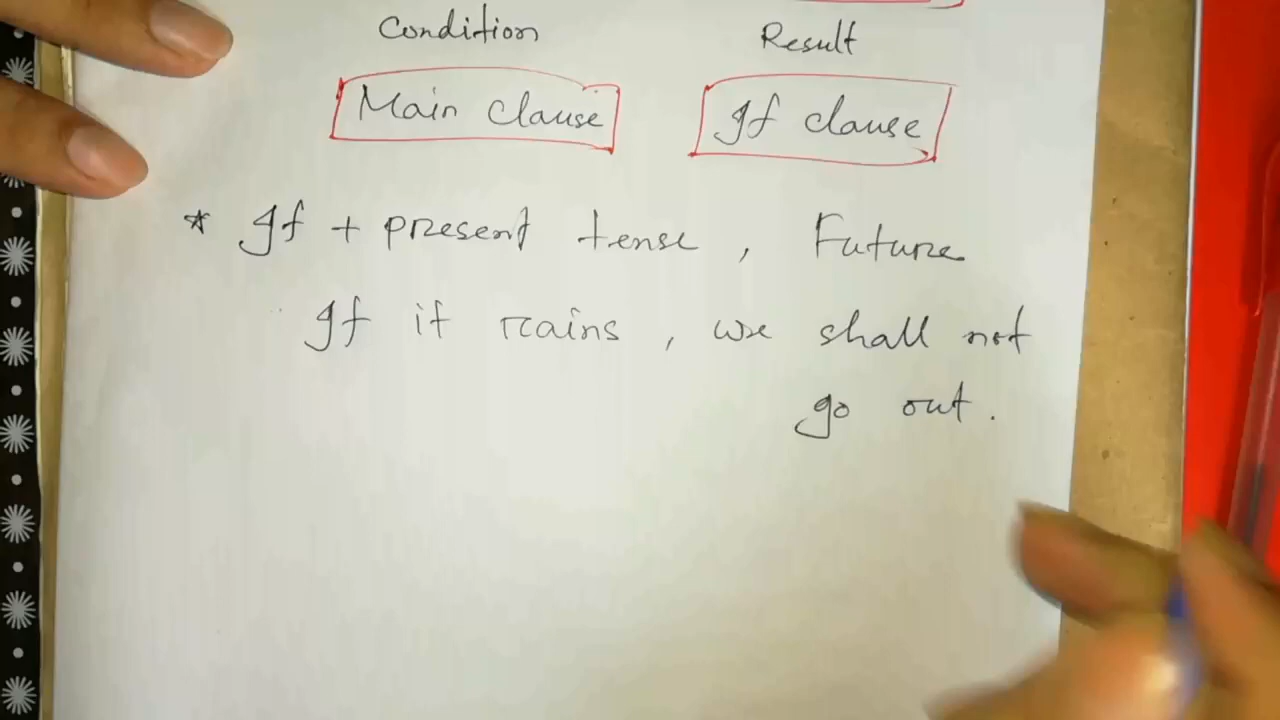 Condition Result
Main Clause If clause
* If + present tense , Future
If it rains , we shall not
go out .